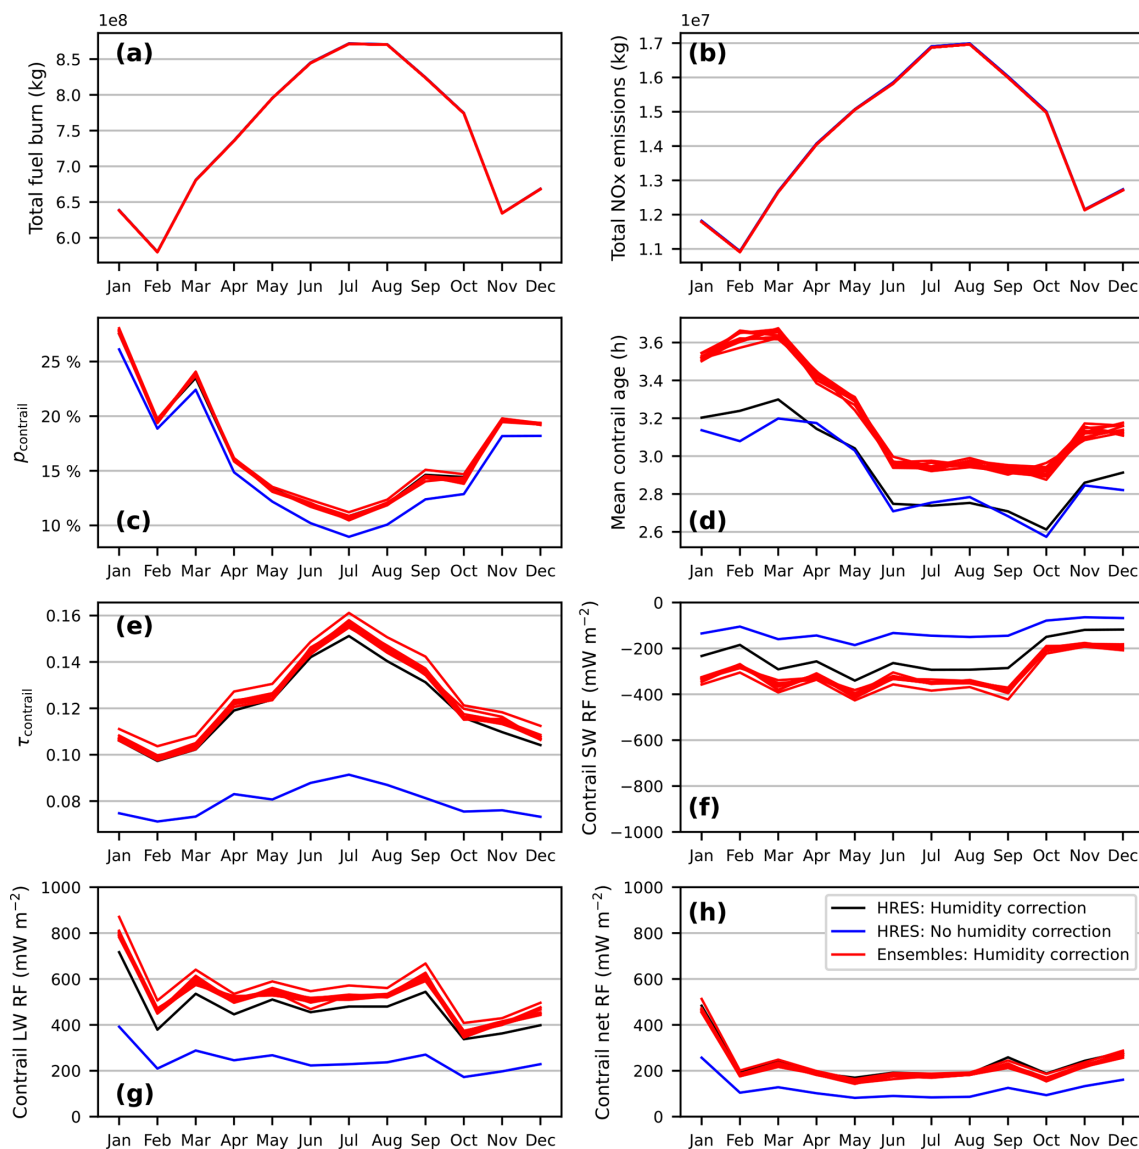 1e8
(a)
Total fuel burn (kg)
8.5
8.0
7.5
7.0
6.5
6.0
Jan Feb Mar Apr May Jun Jul Aug Sep Oct Nov Dec
1e7
(b)
Total NOx emissions (kg)
1.7
1.6
1.5
1.4
1.3
1.2
1.1
Jan Feb Mar Apr May Jun Jul Aug Sep Oct Nov Dec
(c)
p_contrail
25 %
20 %
15 %
10 %
Jan Feb Mar Apr May Jun Jul Aug Sep Oct Nov Dec
(d)
Mean contrail age (h)
3.6
3.4
3.2
3.0
2.8
2.6
Jan Feb Mar Apr May Jun Jul Aug Sep Oct Nov Dec
(e)
τ_contrail
0.16
0.14
0.12
0.10
0.08
Jan Feb Mar Apr May Jun Jul Aug Sep Oct Nov Dec
(f)
Contrail SW RF (mW m⁻²)
0
−200
−400
−600
−800
−1000
Jan Feb Mar Apr May Jun Jul Aug Sep Oct Nov Dec
(g)
Contrail LW RF (mW m⁻²)
1000
800
600
400
200
0
Jan Feb Mar Apr May Jun Jul Aug Sep Oct Nov Dec
(h)
Contrail net RF (mW m⁻²)
1000
800
600
400
200
0
HRES: Humidity correction
HRES: No humidity correction
Ensembles: Humidity correction
Jan Feb Mar Apr May Jun Jul Aug Sep Oct Nov Dec